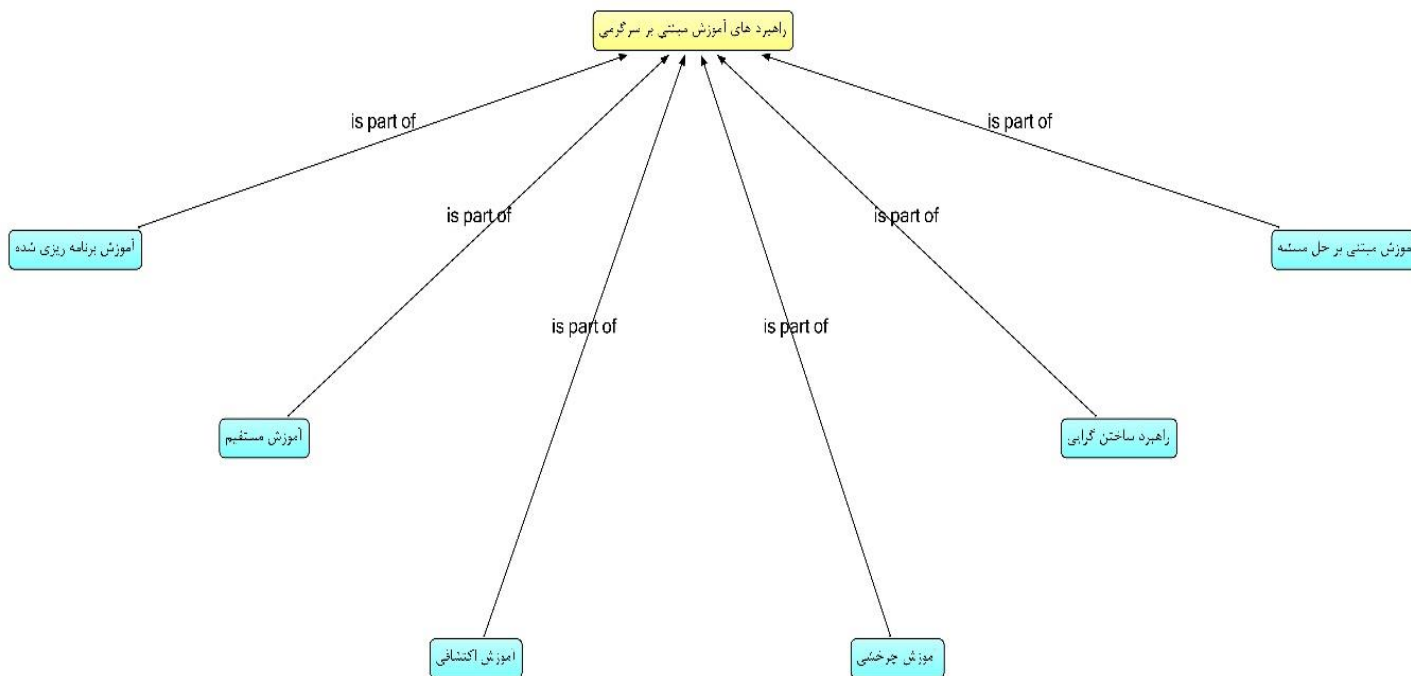 راهبرد های آموزش مبتنی بر سرگرمی
is part of
is part of
آموزش برنامه ریزی شده
is part of
is part of
موزش مبتنی بر حل مسئله
is part of
is part of
آموزش مستقیم
راهبرد ساختن گرایی
آموزش اکتشافی
موزش چرخشی